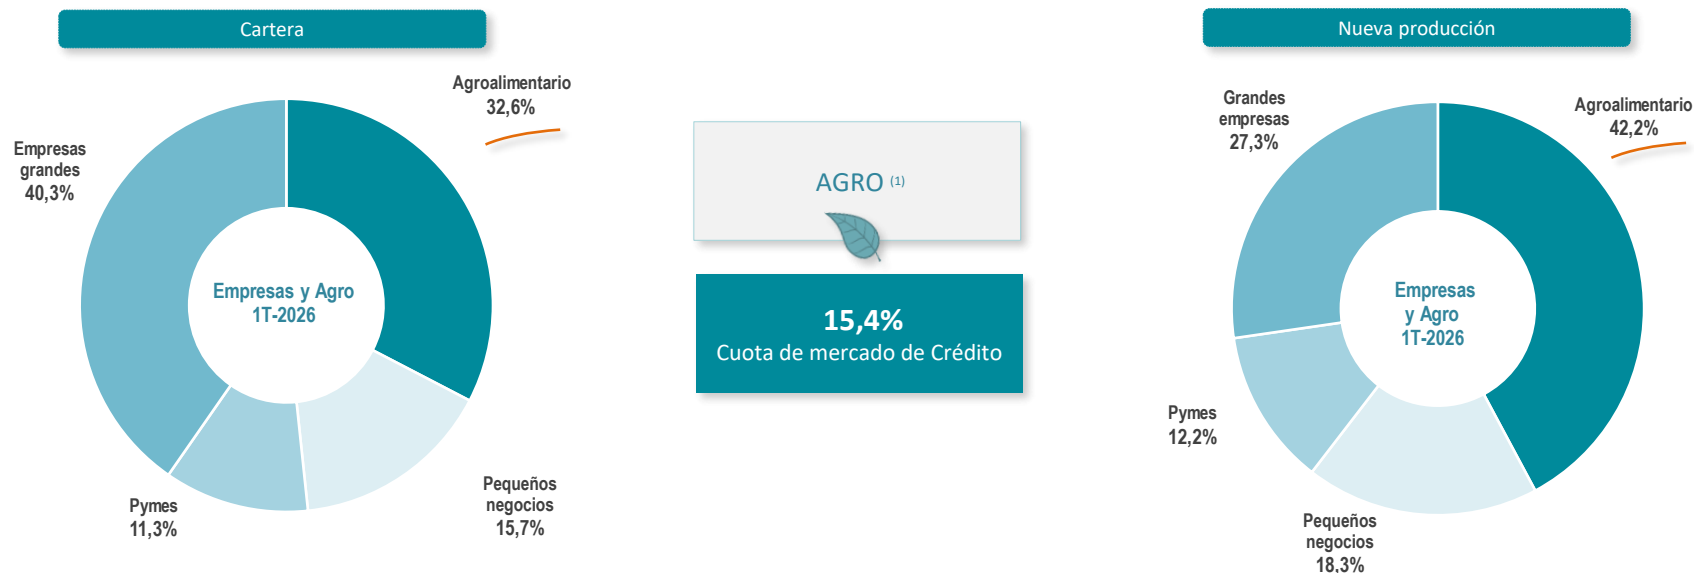 Cartera
Agroalimentario
32,6%
Empresas
grandes
40,3%
Empresas y Agro
1T-2026
Pymes
11,3%
Pequeños
negocios
15,7%
AGRO (1)
15,4%
Cuota de mercado de Crédito
Nueva producción
Grandes
empresas
27,3%
Agroalimentario
42,2%
Empresas
y Agro
1T-2026
Pymes
12,2%
Pequeños
negocios
18,3%